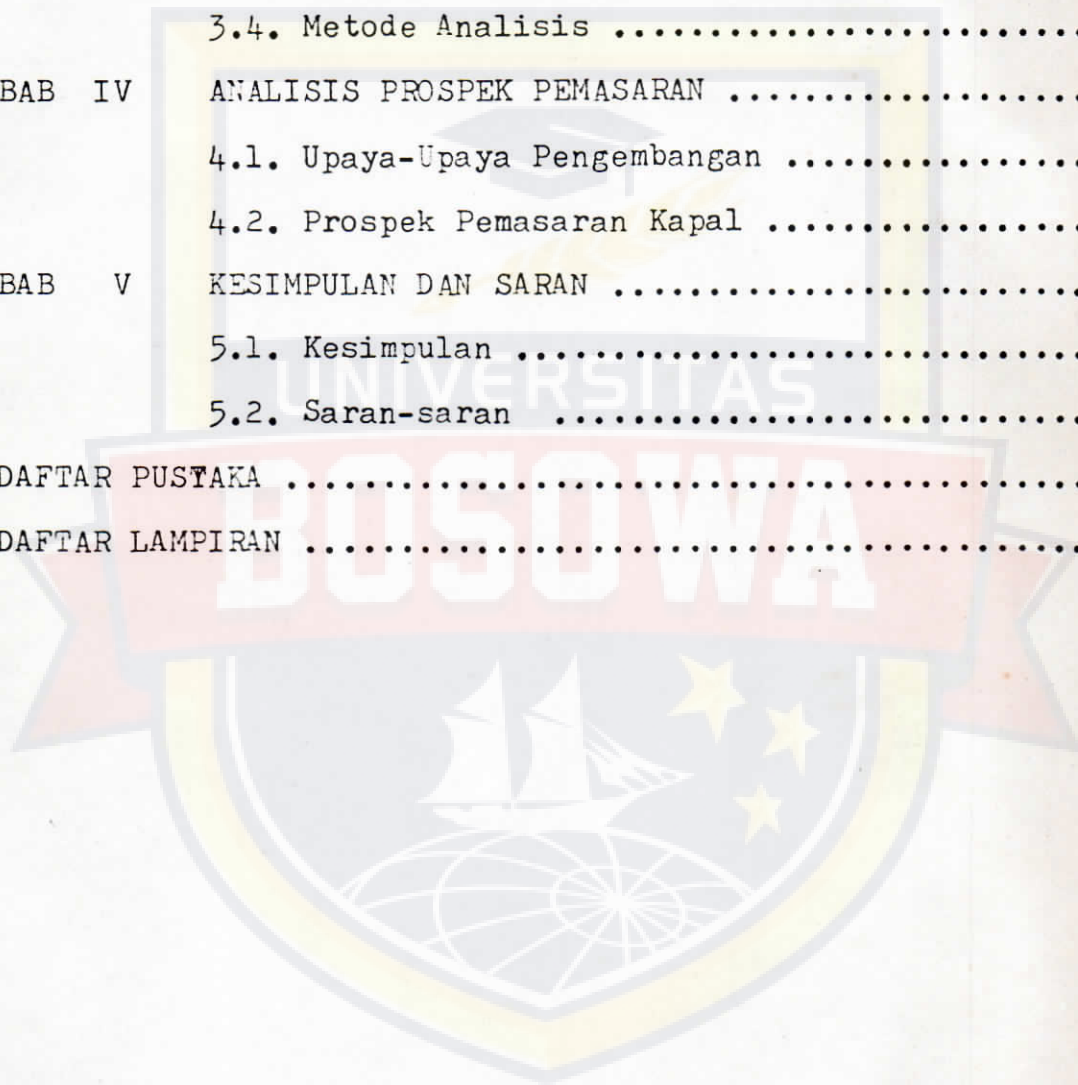 3.4. Metode Analisis ........................
BAB IV ANALISIS PROSPEK PEMASARAN ..................
4.1. Upaya-Upaya Pengembangan ...............
4.2. Prospek Pemasaran Kapal ................
BAB V KESIMPULAN DAN SARAN ........................
5.1. Kesimpulan .............................
UNIVERSITAS
5.2. Saran-saran ...........................
DAFTAR PUSTAKA .........................................
BOSOWA
DAFTAR LAMPIRAN ........................................